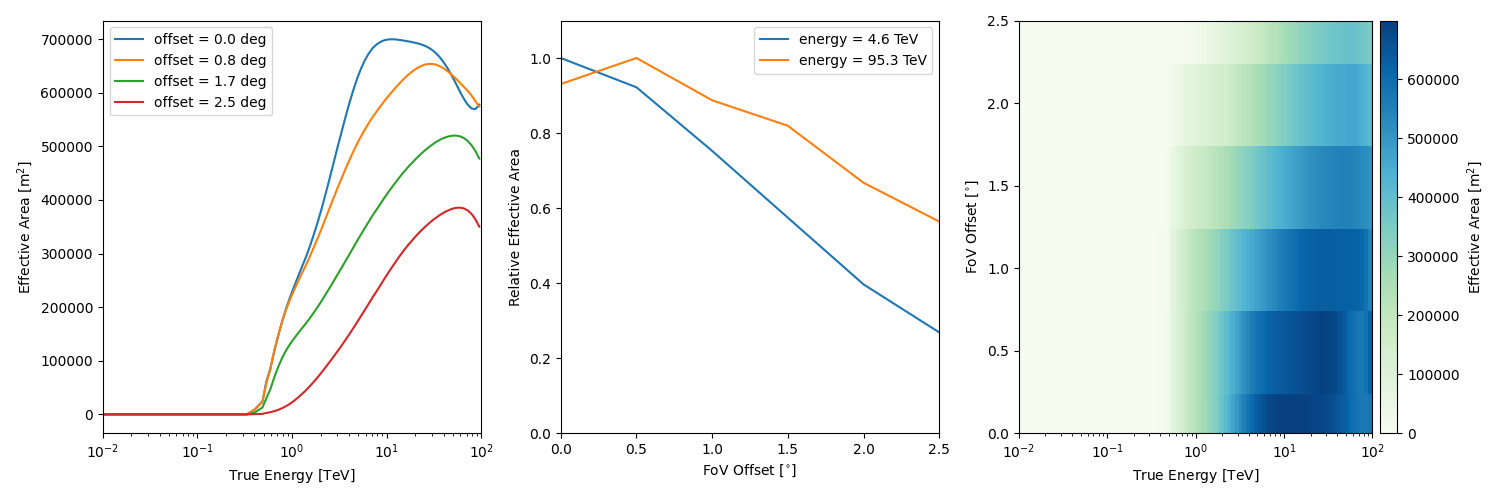 700000
600000
500000
400000
300000
200000
100000
0
Effective Area [m²]
10⁻² 10⁻¹ 10⁰ 10¹ 10²
True Energy [TeV]
offset = 0.0 deg
offset = 0.8 deg
offset = 1.7 deg
offset = 2.5 deg
1.0
0.8
0.6
0.4
0.2
0.0
Relative Effective Area
0.0 0.5 1.0 1.5 2.0 2.5
FoV Offset [°]
energy = 4.6 TeV
energy = 95.3 TeV
2.5
2.0
1.5
1.0
0.5
0.0
FoV Offset [°]
10⁻² 10⁻¹ 10⁰ 10¹ 10²
True Energy [TeV]
600000
500000
400000
300000
200000
100000
0
Effective Area [m²]